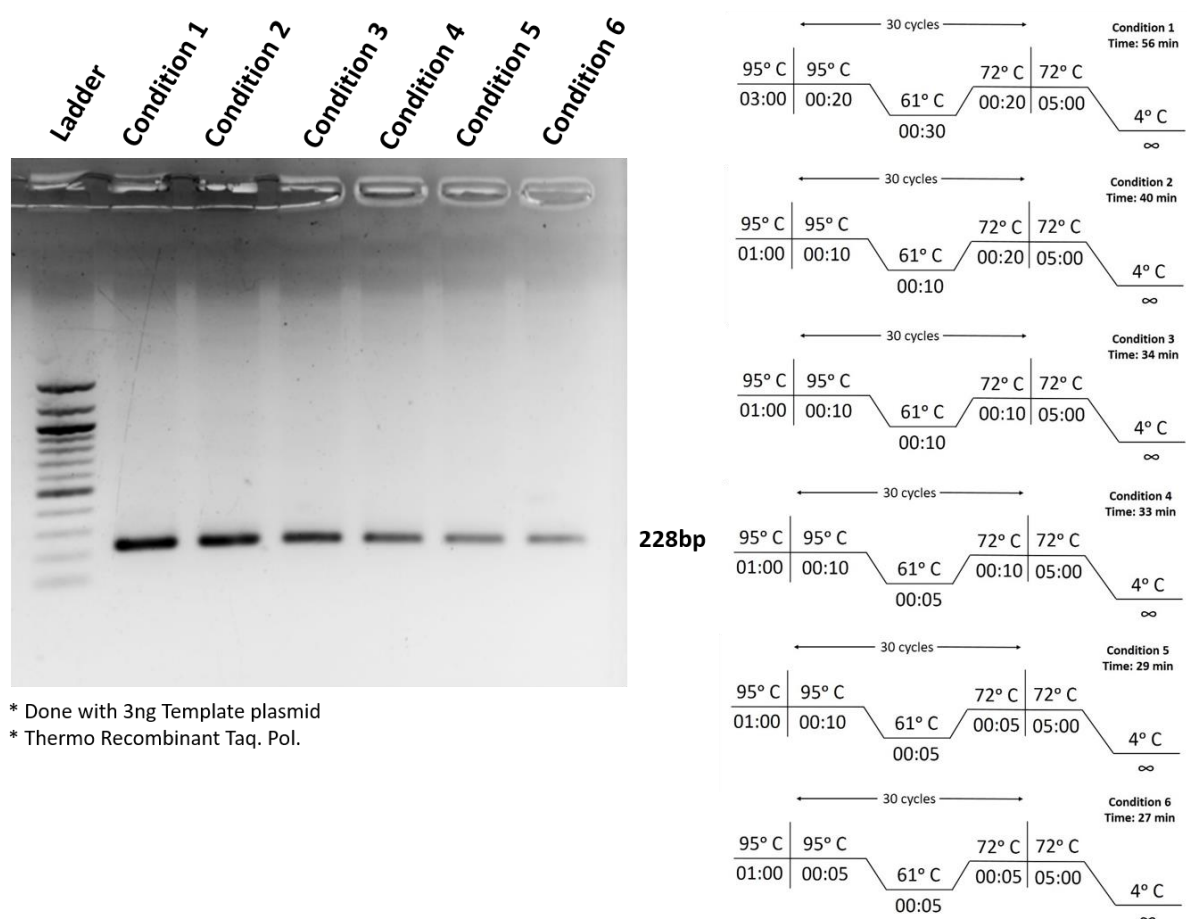 Ladder
Condition 1
Condition 2
Condition 3
Condition 4
Condition 5
Condition 6
228bp
* Done with 3ng Template plasmid
* Thermo Recombinant Taq. Pol.
30 cycles
Condition 1
Time: 56 min
95° C 95° C
72° C 72° C
03:00 00:20
61° C
00:20 05:00
00:30
4° C
∞
30 cycles
Condition 2
Time: 40 min
95° C 95° C
72° C 72° C
01:00 00:10
61° C
00:20 05:00
00:10
4° C
∞
30 cycles
Condition 3
Time: 34 min
95° C 95° C
72° C 72° C
01:00 00:10
61° C
00:10 05:00
00:10
4° C
∞
30 cycles
Condition 4
Time: 33 min
95° C 95° C
72° C 72° C
01:00 00:10
61° C
00:10 05:00
00:05
4° C
∞
30 cycles
Condition 5
Time: 29 min
95° C 95° C
72° C 72° C
01:00 00:10
61° C
00:05 05:00
00:05
4° C
∞
30 cycles
Condition 6
Time: 27 min
95° C 95° C
72° C 72° C
01:00 00:05
61° C
00:05 05:00
00:05
4° C
∞